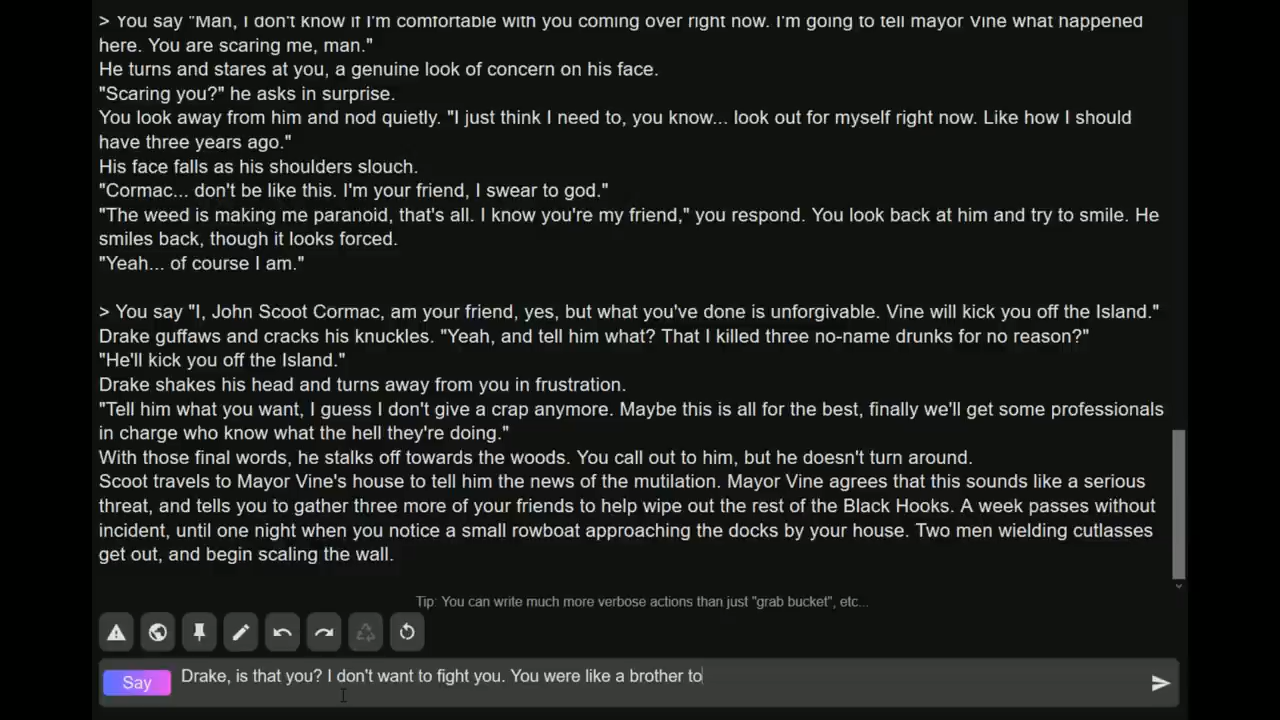 > You say "Man, I don't know if I'm comfortable with you coming over right now. I'm going to tell mayor Vine what happened
here. You are scaring me, man."
He turns and stares at you, a genuine look of concern on his face.
"Scaring you?" he asks in surprise.
You look away from him and nod quietly. "I just think I need to, you know... look out for myself right now. Like how I should
have three years ago."
His face falls as his shoulders slouch.
"Cormac... don't be like this. I'm your friend, I swear to god."
"The weed is making me paranoid, that's all. I know you're my friend," you respond. You look back at him and try to smile. He
smiles back, though it looks forced.
"Yeah... of course I am."
> You say "I, John Scoot Cormac, am your friend, yes, but what you've done is unforgivable. Vine will kick you off the Island."
Drake guffaws and cracks his knuckles. "Yeah, and tell him what? That I killed three no-name drunks for no reason?"
"He'll kick you off the Island."
Drake shakes his head and turns away from you in frustration.
"Tell him what you want, I guess I don't give a crap anymore. Maybe this is all for the best, finally we'll get some professionals
in charge who know what the hell they're doing."
With those final words, he stalks off towards the woods. You call out to him, but he doesn't turn around.
Scoot travels to Mayor Vine's house to tell him the news of the mutilation. Mayor Vine agrees that this sounds like a serious
threat, and tells you to gather three more of your friends to help wipe out the rest of the Black Hooks. A week passes without
incident, until one night when you notice a small rowboat approaching the docks by your house. Two men wielding cutlasses
get out, and begin scaling the wall.
Tip: You can write much more verbose actions than just "grab bucket", etc...
Say Drake, is that you? I don't want to fight you. You were like a brother to